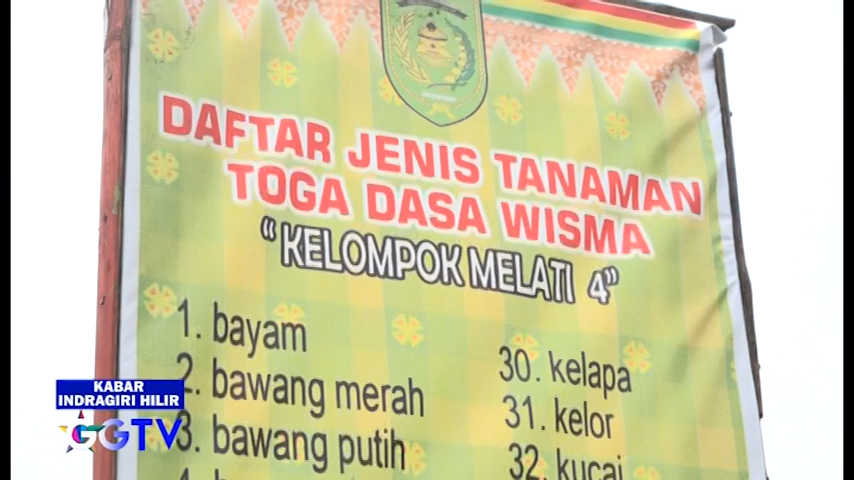 DAFTAR JENIS TANAMAN
TOGA DASA WISMA
“KELOMPOK MELATI 4”
1. bayam
2. bawang merah
3. bawang putih
30. kelapa
31. kelor
32. kucai
KABAR
INDRAGIRI HILIR
GGTV